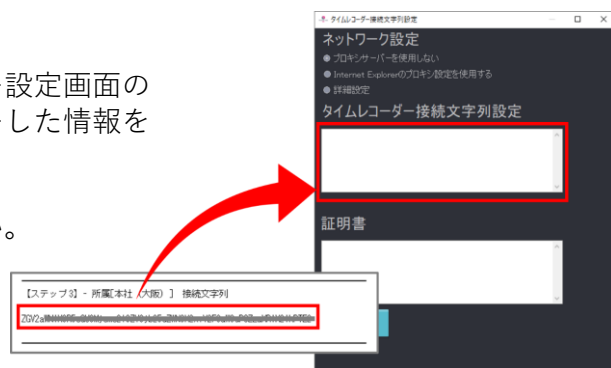 設定画面の
した情報を
い。
タイムレコーダー接続文字列設定
ネットワーク設定
プロキシサーバーを使用しない
Internet Explorerのプロキシ設定を使用する
詳細設定
タイムレコーダー接続文字列設定
証明書
【ステップ3】 - 所属[本社（大阪）] 接続文字列
ZGV2a